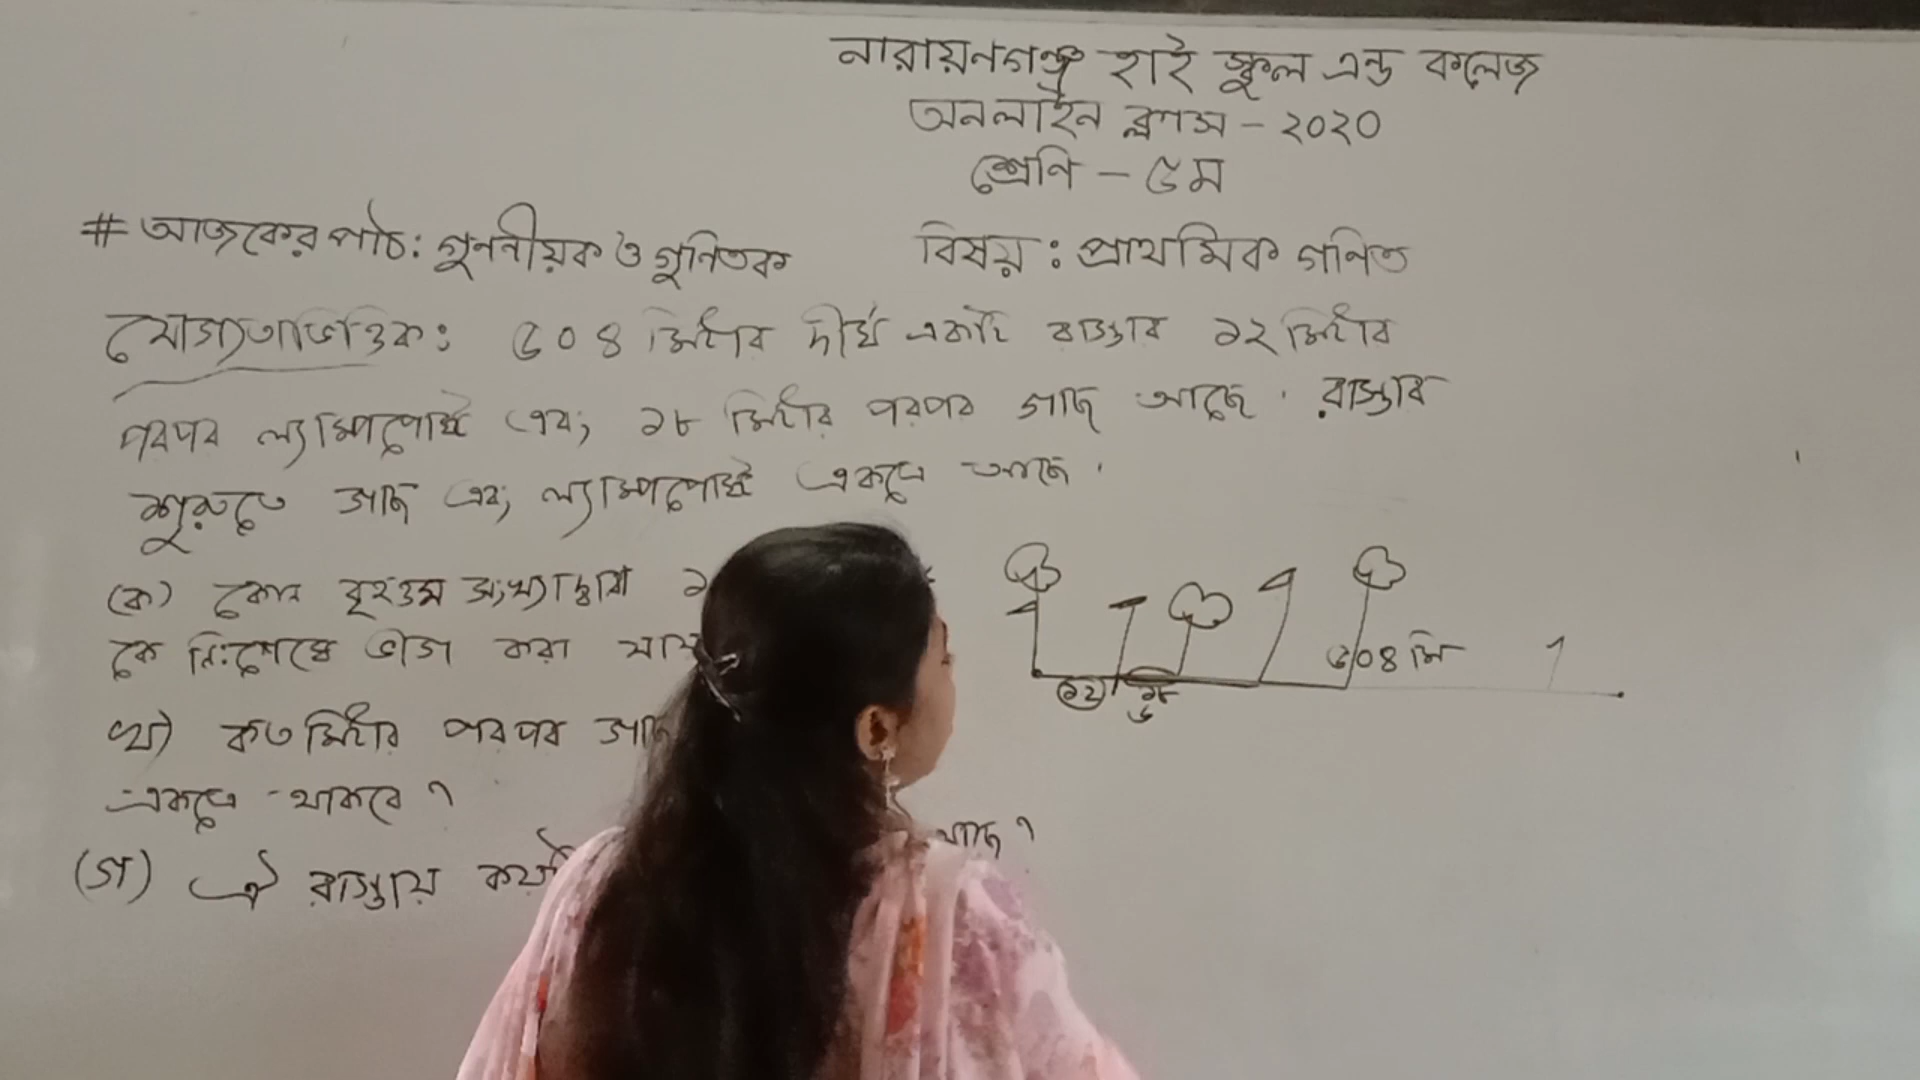 নারায়নগঞ্জ হাই স্কুল এন্ড কলেজ
অনলাইন ক্লাস - ২০২০
শ্রেনি - ৫ম
# আজকের পাঠ: গুননীয়ক ও গুনিতক
বিষয়: প্রাথমিক গনিত
যোগ্যতাভিত্তিক: ৫০৪ মিটার দীর্ঘ একটি রাস্তার ১২ মিটার
পরপর ল্যাম্পপোস্ট এবং ১৮ মিটার পরপর গাছ আছে। রাস্তার
শুরুতে গাছ এবং ল্যাম্পপোস্ট একত্রে আছে।
(ক) কোন বৃহত্তম সংখ্যাদ্বারা
কে নিঃশেষে ভাগ করা যায়
খ) কত মিটার পরপর গাছ
একত্রে থাকবে ?
(গ) ঐ রাস্তায় কয়টি গাছ ?
৫০৪ মি
১২ ১৮
৬